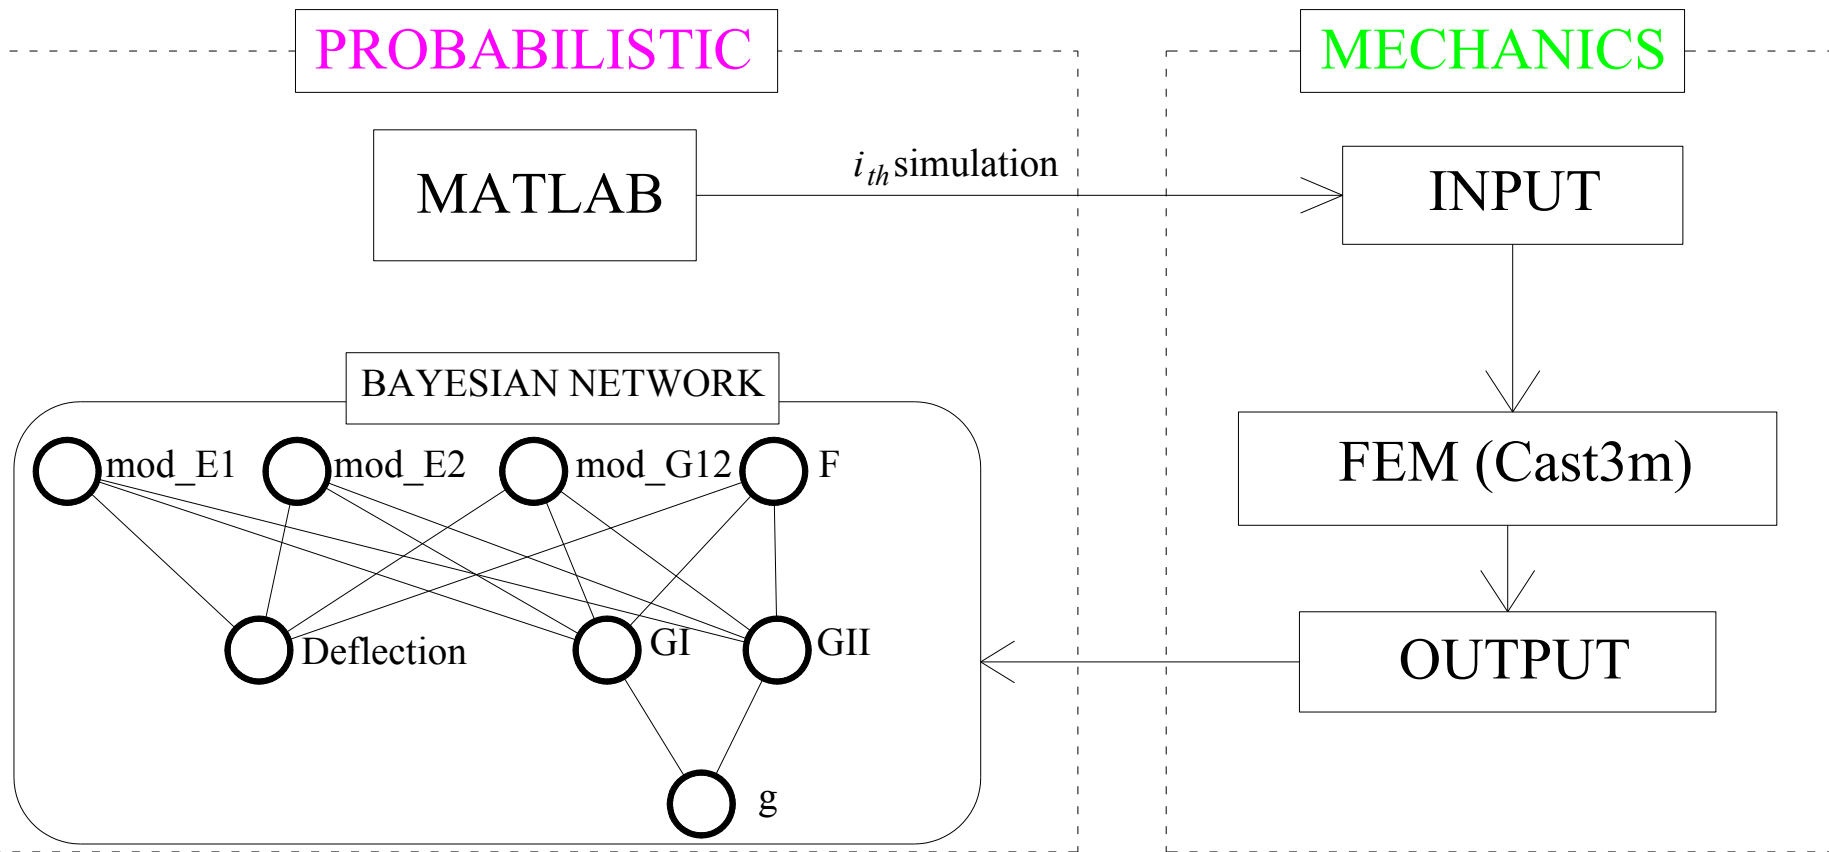 PROBABILISTIC
MECHANICS
MATLAB
i_th simulation
INPUT
BAYESIAN NETWORK
mod_E1
mod_E2
mod_G12
F
FEM (Cast3m)
Deflection
GI
GII
OUTPUT
g